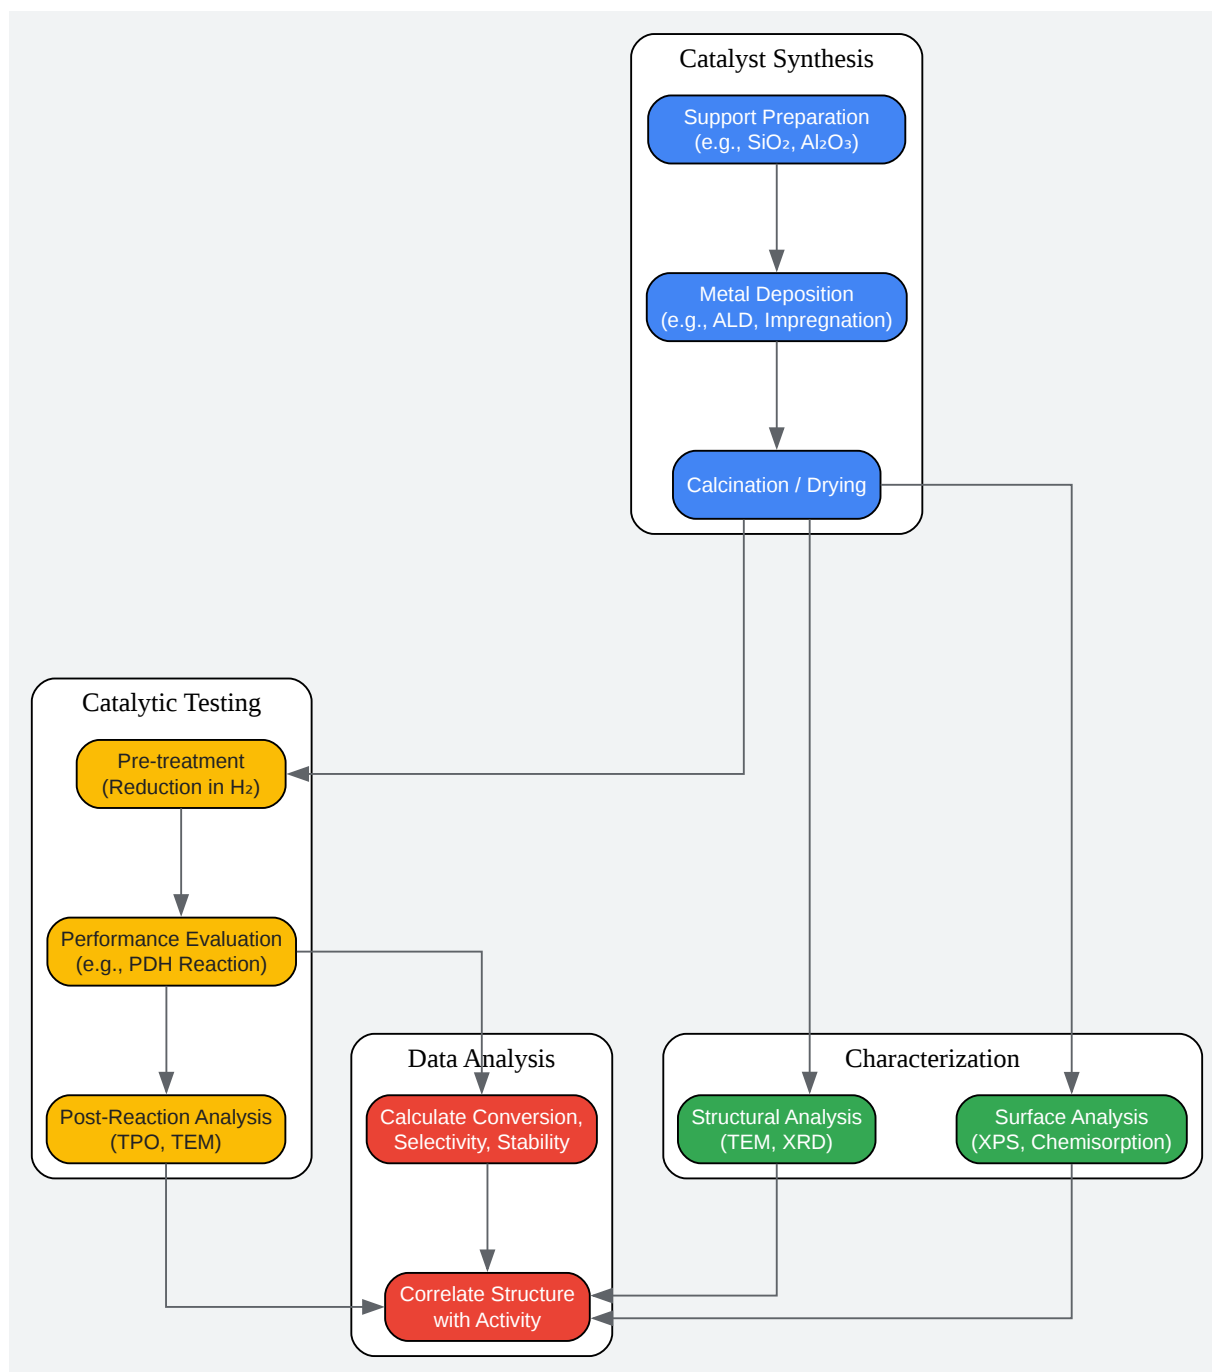 Catalyst Synthesis
Support Preparation
(e.g., SiO₂, Al₂O₃)
Metal Deposition
(e.g., ALD, Impregnation)
Calcination / Drying
Catalytic Testing
Pre-treatment
(Reduction in H₂)
Performance Evaluation
(e.g., PDH Reaction)
Post-Reaction Analysis
(TPO, TEM)
Data Analysis
Calculate Conversion,
Selectivity, Stability
Correlate Structure
with Activity
Characterization
Structural Analysis
(TEM, XRD)
Surface Analysis
(XPS, Chemisorption)